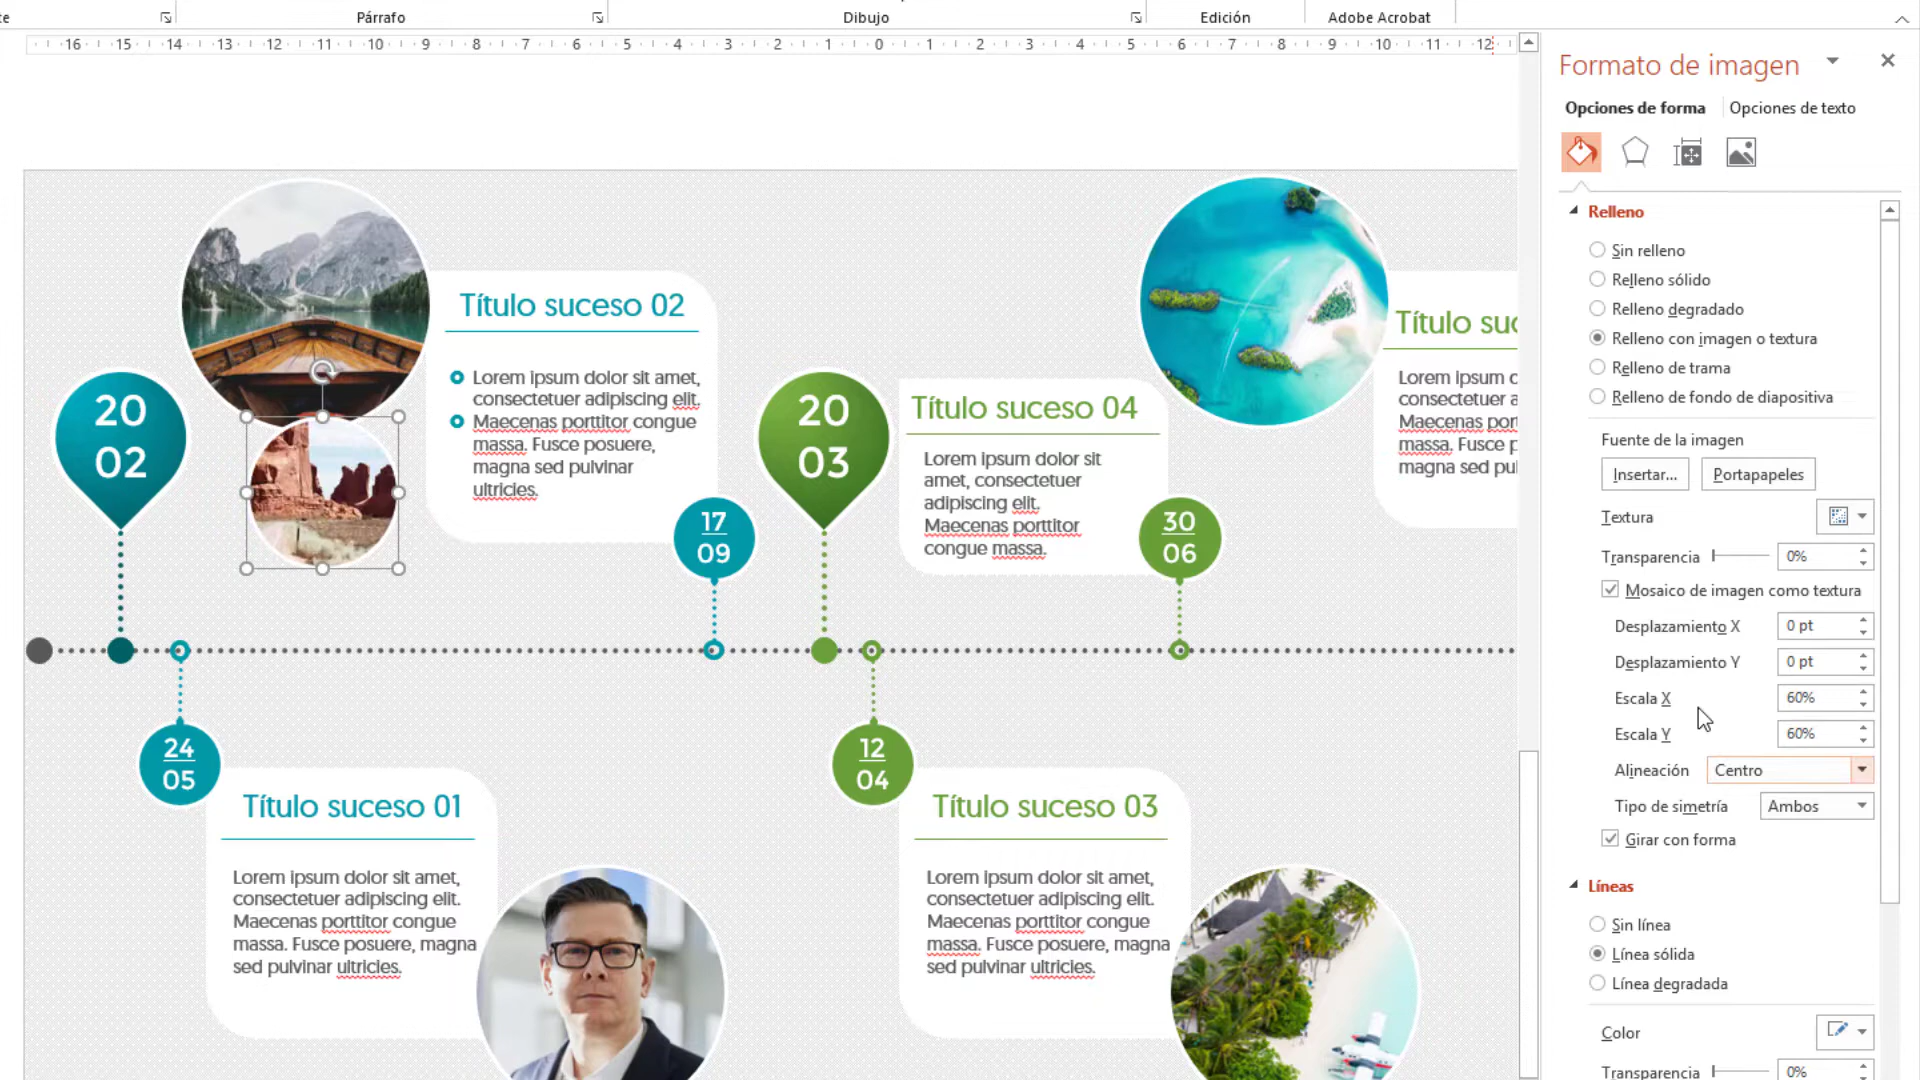 Párrafo
Dibujo
Edición
Adobe Acrobat
16 15 14 13 12 11 10 9 8 7 6 5 4 3 2 1 0 1 2 3 4 5 6 7 8 9 10 11 12
Título suceso 02
Lorem ipsum dolor sit amet,
consectetuer adipiscing elit.
Maecenas porttitor congue
massa. Fusce posuere,
magna sed pulvinar
ultricies.
20
02
17
09
20
03
Título suceso 04
Lorem ipsum dolor sit
amet, consectetuer
adipiscing elit.
Maecenas porttitor
congue massa.
30
06
Título suc
Lorem ipsum c
consectetuer a
Maecenas por
massa. Fusce p
magna sed pul
24
05
Título suceso 01
Lorem ipsum dolor sit amet,
consectetuer adipiscing elit.
Maecenas porttitor congue
massa. Fusce posuere, magna
sed pulvinar ultricies.
12
04
Título suceso 03
Lorem ipsum dolor sit amet,
consectetuer adipiscing elit.
Maecenas porttitor congue
massa. Fusce posuere, magna
sed pulvinar ultricies.
Formato de imagen
Opciones de forma
Opciones de texto
Relleno
Sin relleno
Relleno sólido
Relleno degradado
Relleno con imagen o textura
Relleno de trama
Relleno de fondo de diapositiva
Fuente de la imagen
Insertar...
Portapapeles
Textura
Transparencia 0%
Mosaico de imagen como textura
Desplazamiento X 0 pt
Desplazamiento Y 0 pt
Escala X 60%
Escala Y 60%
Alineación Centro
Tipo de simetría Ambos
Girar con forma
Líneas
Sin línea
Línea sólida
Línea degradada
Color
Transparencia 0%